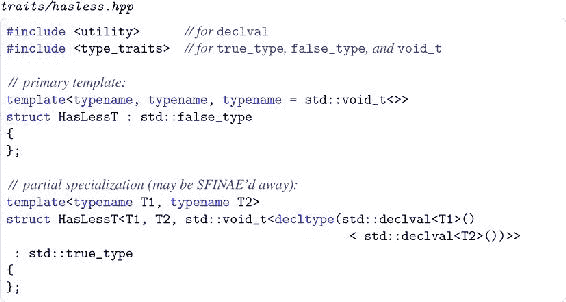 traits/hasless.hpp
#include <utility> // for declval
#include <type_traits> // for true_type, false_type, and void_t
// primary template:
template<typename, typename, typename = std::void_t<>>
struct HasLessT : std::false_type
{
};
// partial specialization (may be SFINAE'd away):
template<typename T1, typename T2>
struct HasLessT<T1, T2, std::void_t<decltype(std::declval<T1>()
< std::declval<T2>())>>
: std::true_type
{
};